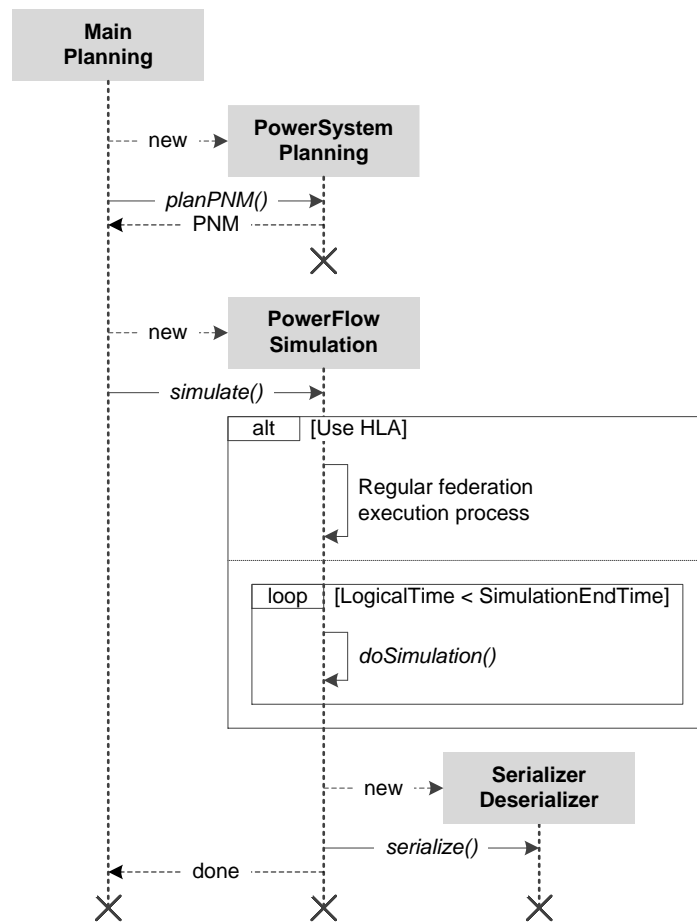 Main
Planning
new
PowerSystem
Planning
planPNM()
PNM
new
PowerFlow
Simulation
simulate()
alt [Use HLA]
Regular federation
execution process
loop [LogicalTime < SimulationEndTime]
doSimulation()
new
Serializer
Deserializer
serialize()
done